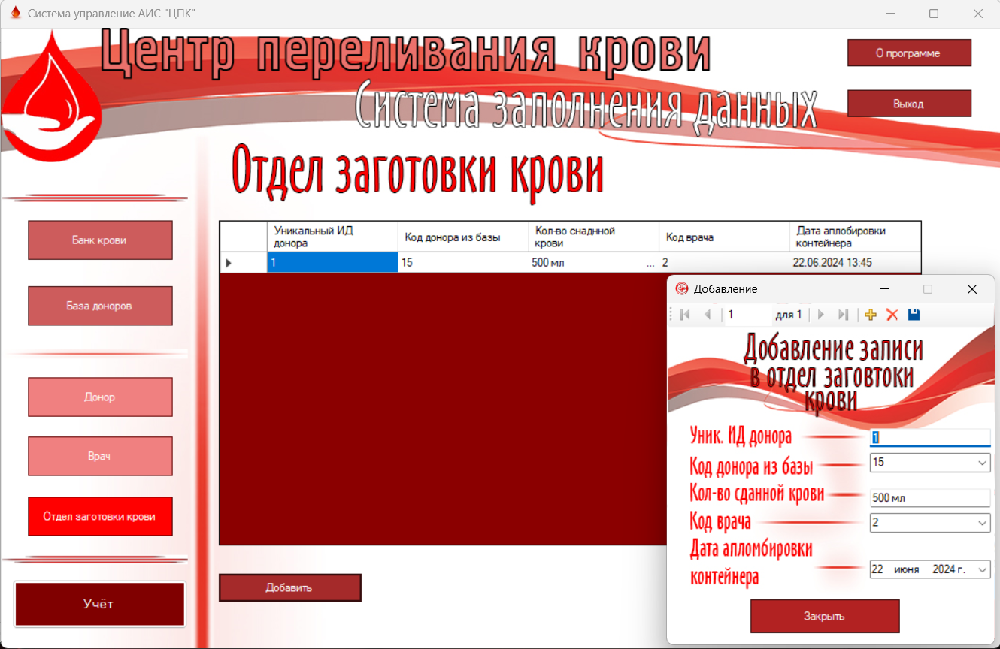 Система управление АИС "ЦПК"
Центр переливания крови
Система заполнения данных
О программе
Выход
Отдел заготовки крови
Банк крови
База доноров
Донор
Врач
Отдел заготовки крови
Учёт
Уникальный ИД
донора
Код донора из базы
Кол-во снаднной
крови
Код врача
Дата аплобировки
контейнера
1
15
500 мл
...
2
22.06.2024 13:45
Добавить
Добавление
1
для 1
Добавление записи
в отдел заговтоки
крови
Уник. ИД донора
1
Код донора из базы
15
Кол-во сданной крови
500 мл
Код врача
2
Дата апломбировки
контейнера
22 июня 2024 г.
Закрыть